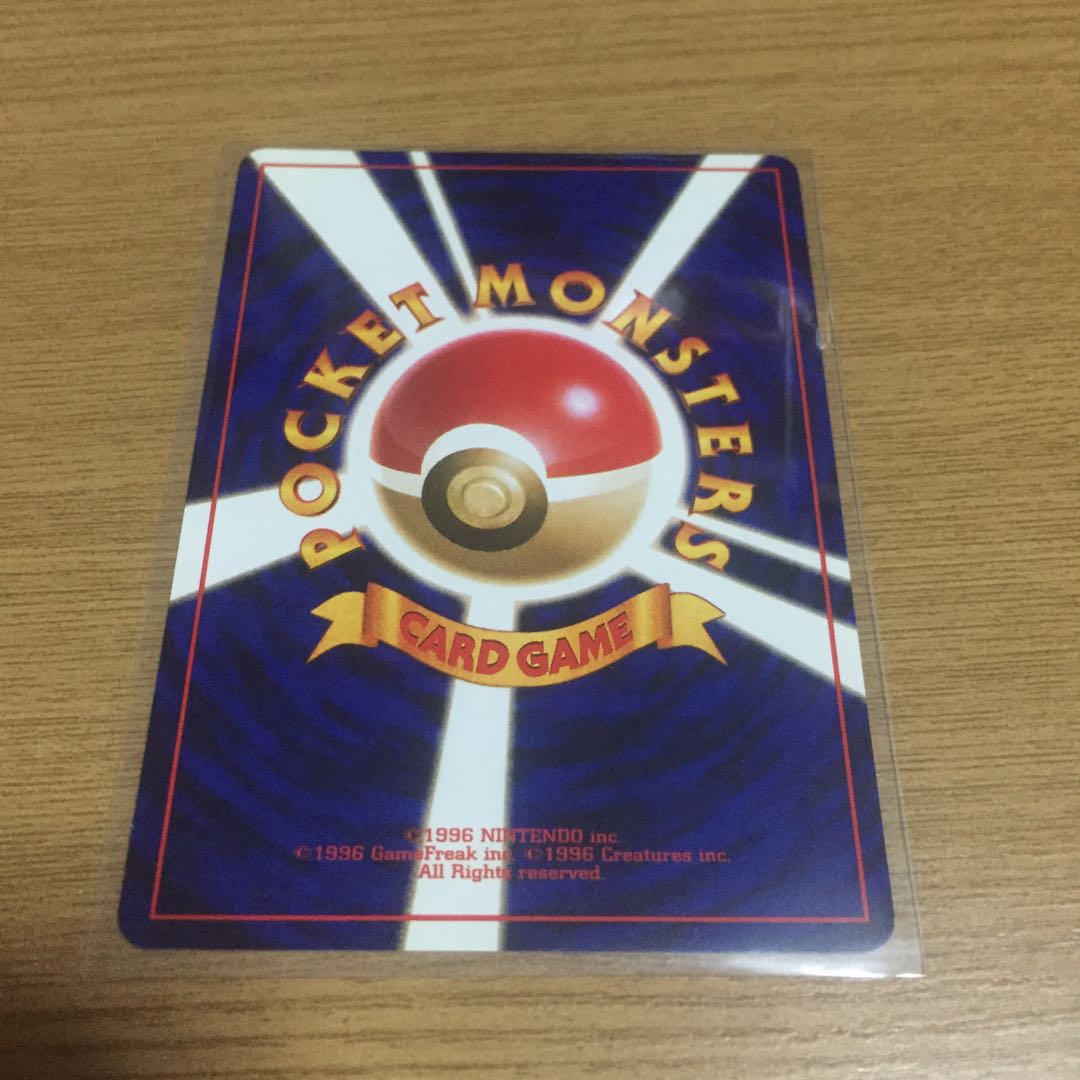 POCKET MONSTERS
CARD GAME
©1996 NINTENDO inc.
©1996 GameFreak inc. ©1996 Creatures inc.
All Rights reserved.